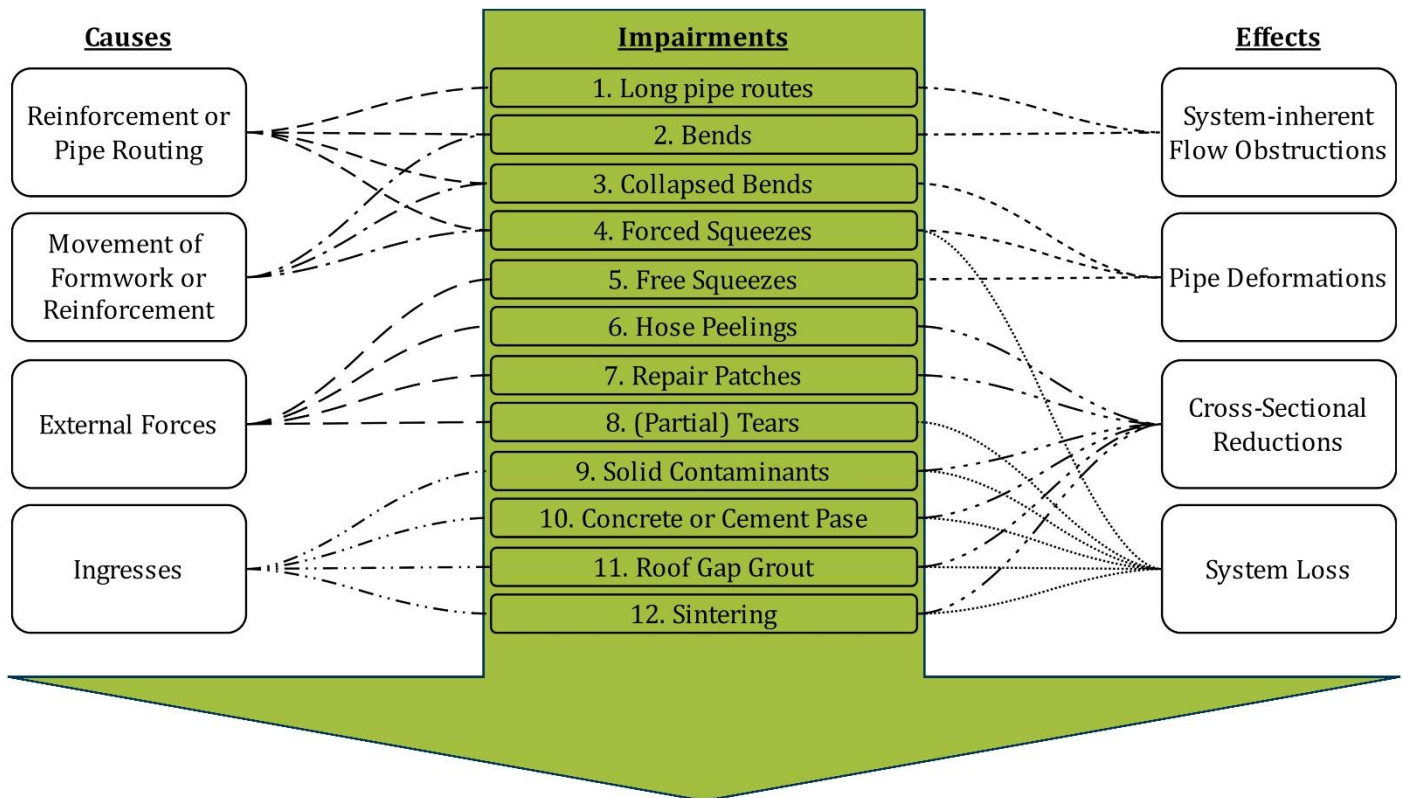 Causes
Reinforcement or
Pipe Routing
Movement of
Formwork or
Reinforcement
External Forces
Ingresses
Impairments
1. Long pipe routes
2. Bends
3. Collapsed Bends
4. Forced Squeezes
5. Free Squeezes
6. Hose Peelings
7. Repair Patches
8. (Partial) Tears
9. Solid Contaminants
10. Concrete or Cement Pase
11. Roof Gap Grout
12. Sintering
Effects
System-inherent
Flow Obstructions
Pipe Deformations
Cross-Sectional
Reductions
System Loss